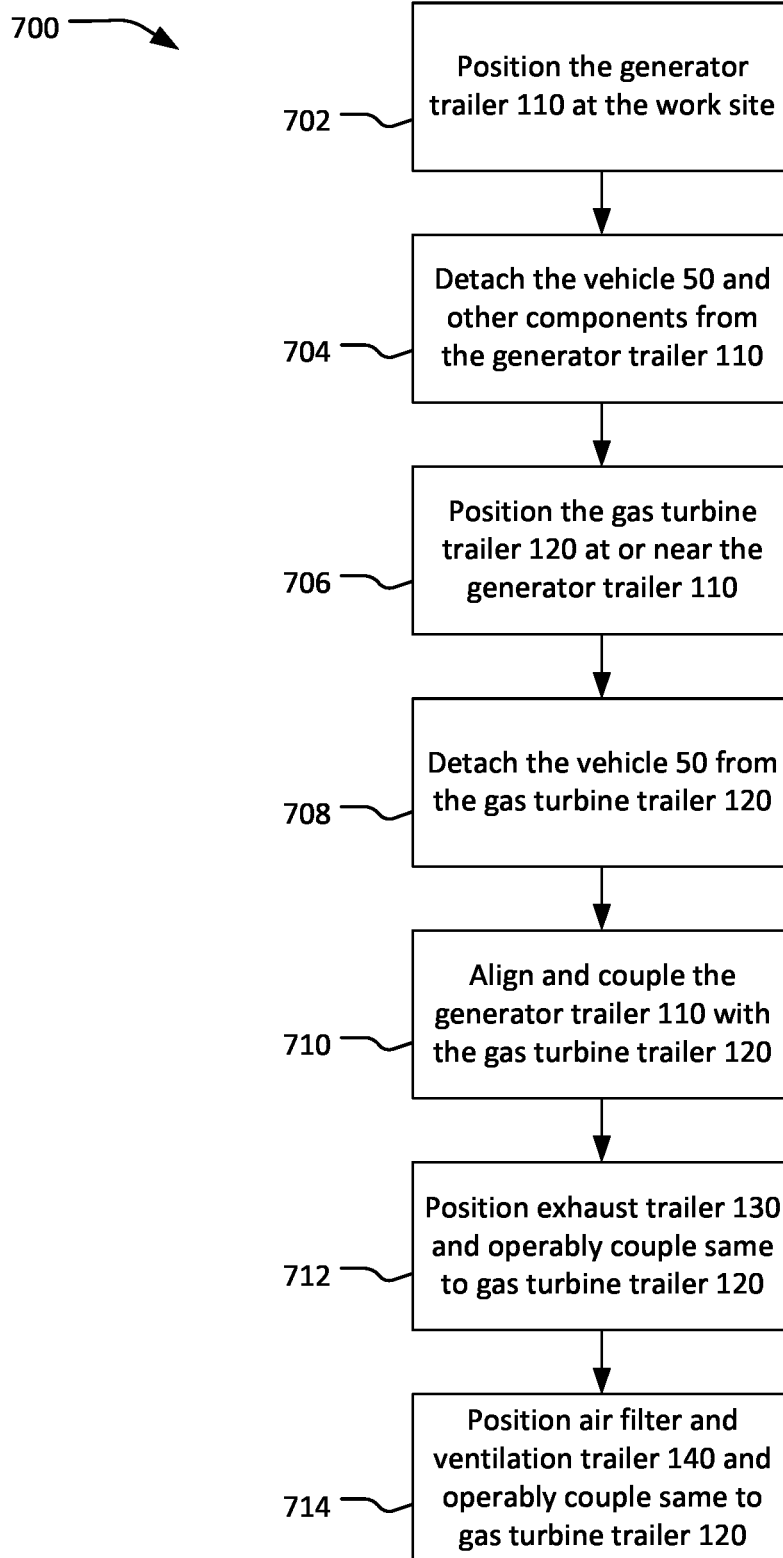 700
Position the generator
trailer 110 at the work site
702
Detach the vehicle 50 and
other components from
the generator trailer 110
704
Position the gas turbine
trailer 120 at or near the
generator trailer 110
706
Detach the vehicle 50 from
the gas turbine trailer 120
708
Align and couple the
generator trailer 110 with
the gas turbine trailer 120
710
Position exhaust trailer 130
and operably couple same
to gas turbine trailer 120
712
Position air filter and
ventilation trailer 140 and
operably couple same to
gas turbine trailer 120
714